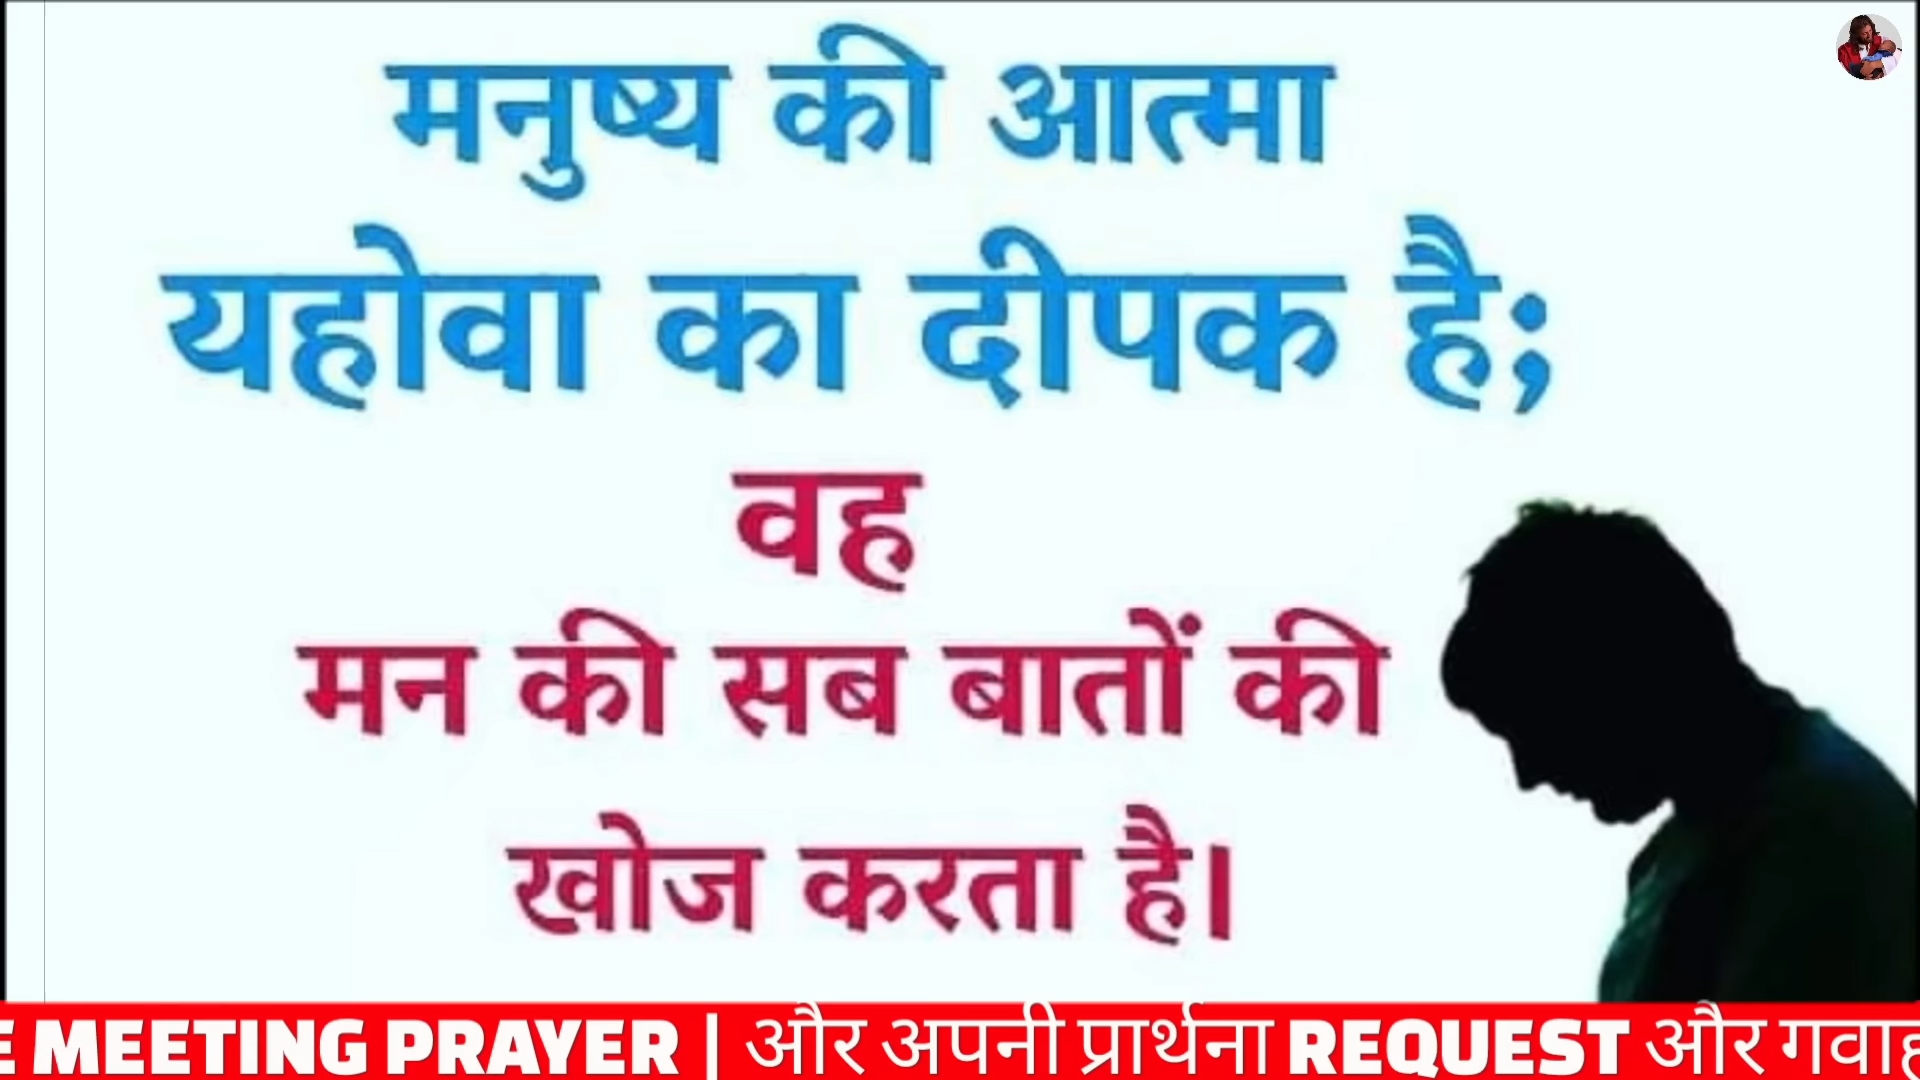 मनुष्य की आत्मा
यहोवा का दीपक है;
वह
मन की सब बातों की
खोज करता है।
MEETING PRAYER | और अपनी प्रार्थना REQUEST और